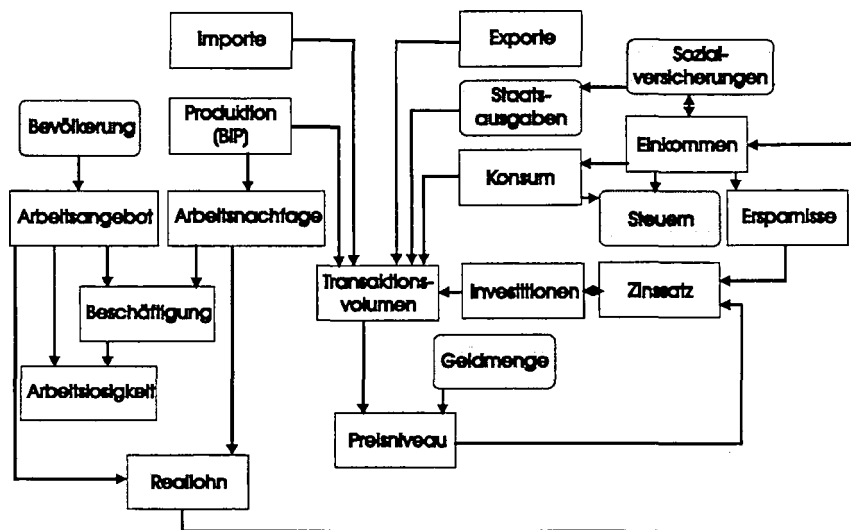 Importe
Exporte
Sozial-
versicherungen
Staats-
ausgaben
Produktion
(BIP)
Bevölkerung
Einkommen
Konsum
Arbeitsangebot
Arbeitsnachfage
Steuern
Ersparnisse
Transaktions-
volumen
Investitionen
Zinssatz
Beschäftigung
Geldmenge
Arbeitslosigkeit
Preisniveau
Reallohn